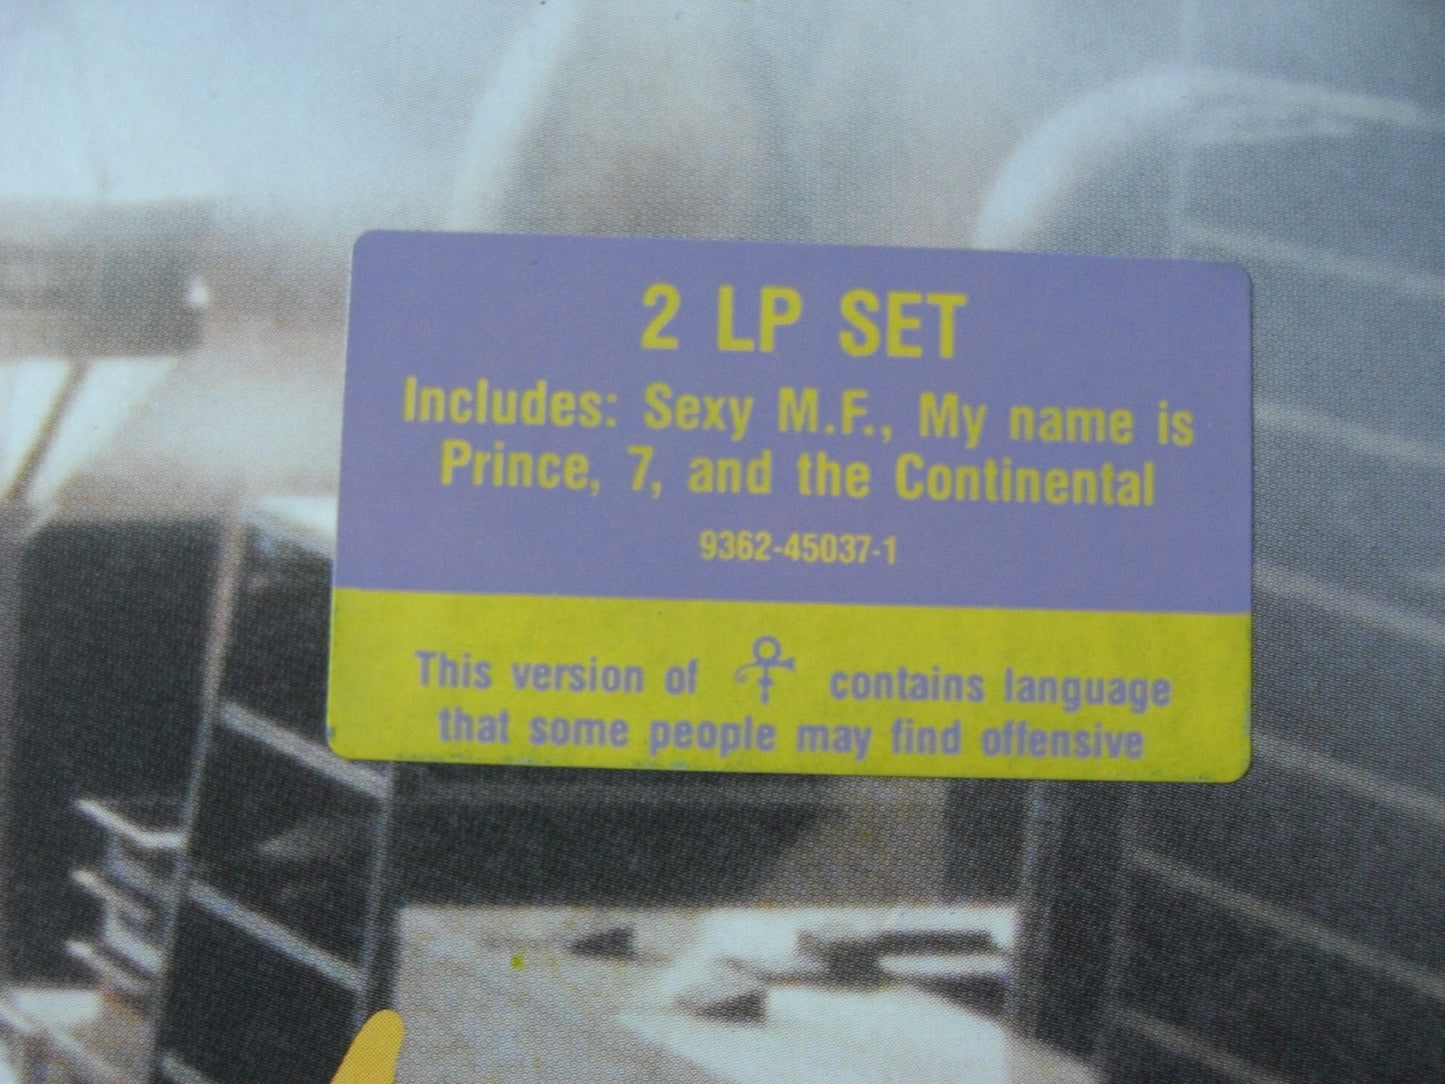 2 LP SET
Includes: Sexy M.F., My name is
Prince, 7, and the Continental
9362-45037-1
This version of contains language
that some people may find offensive